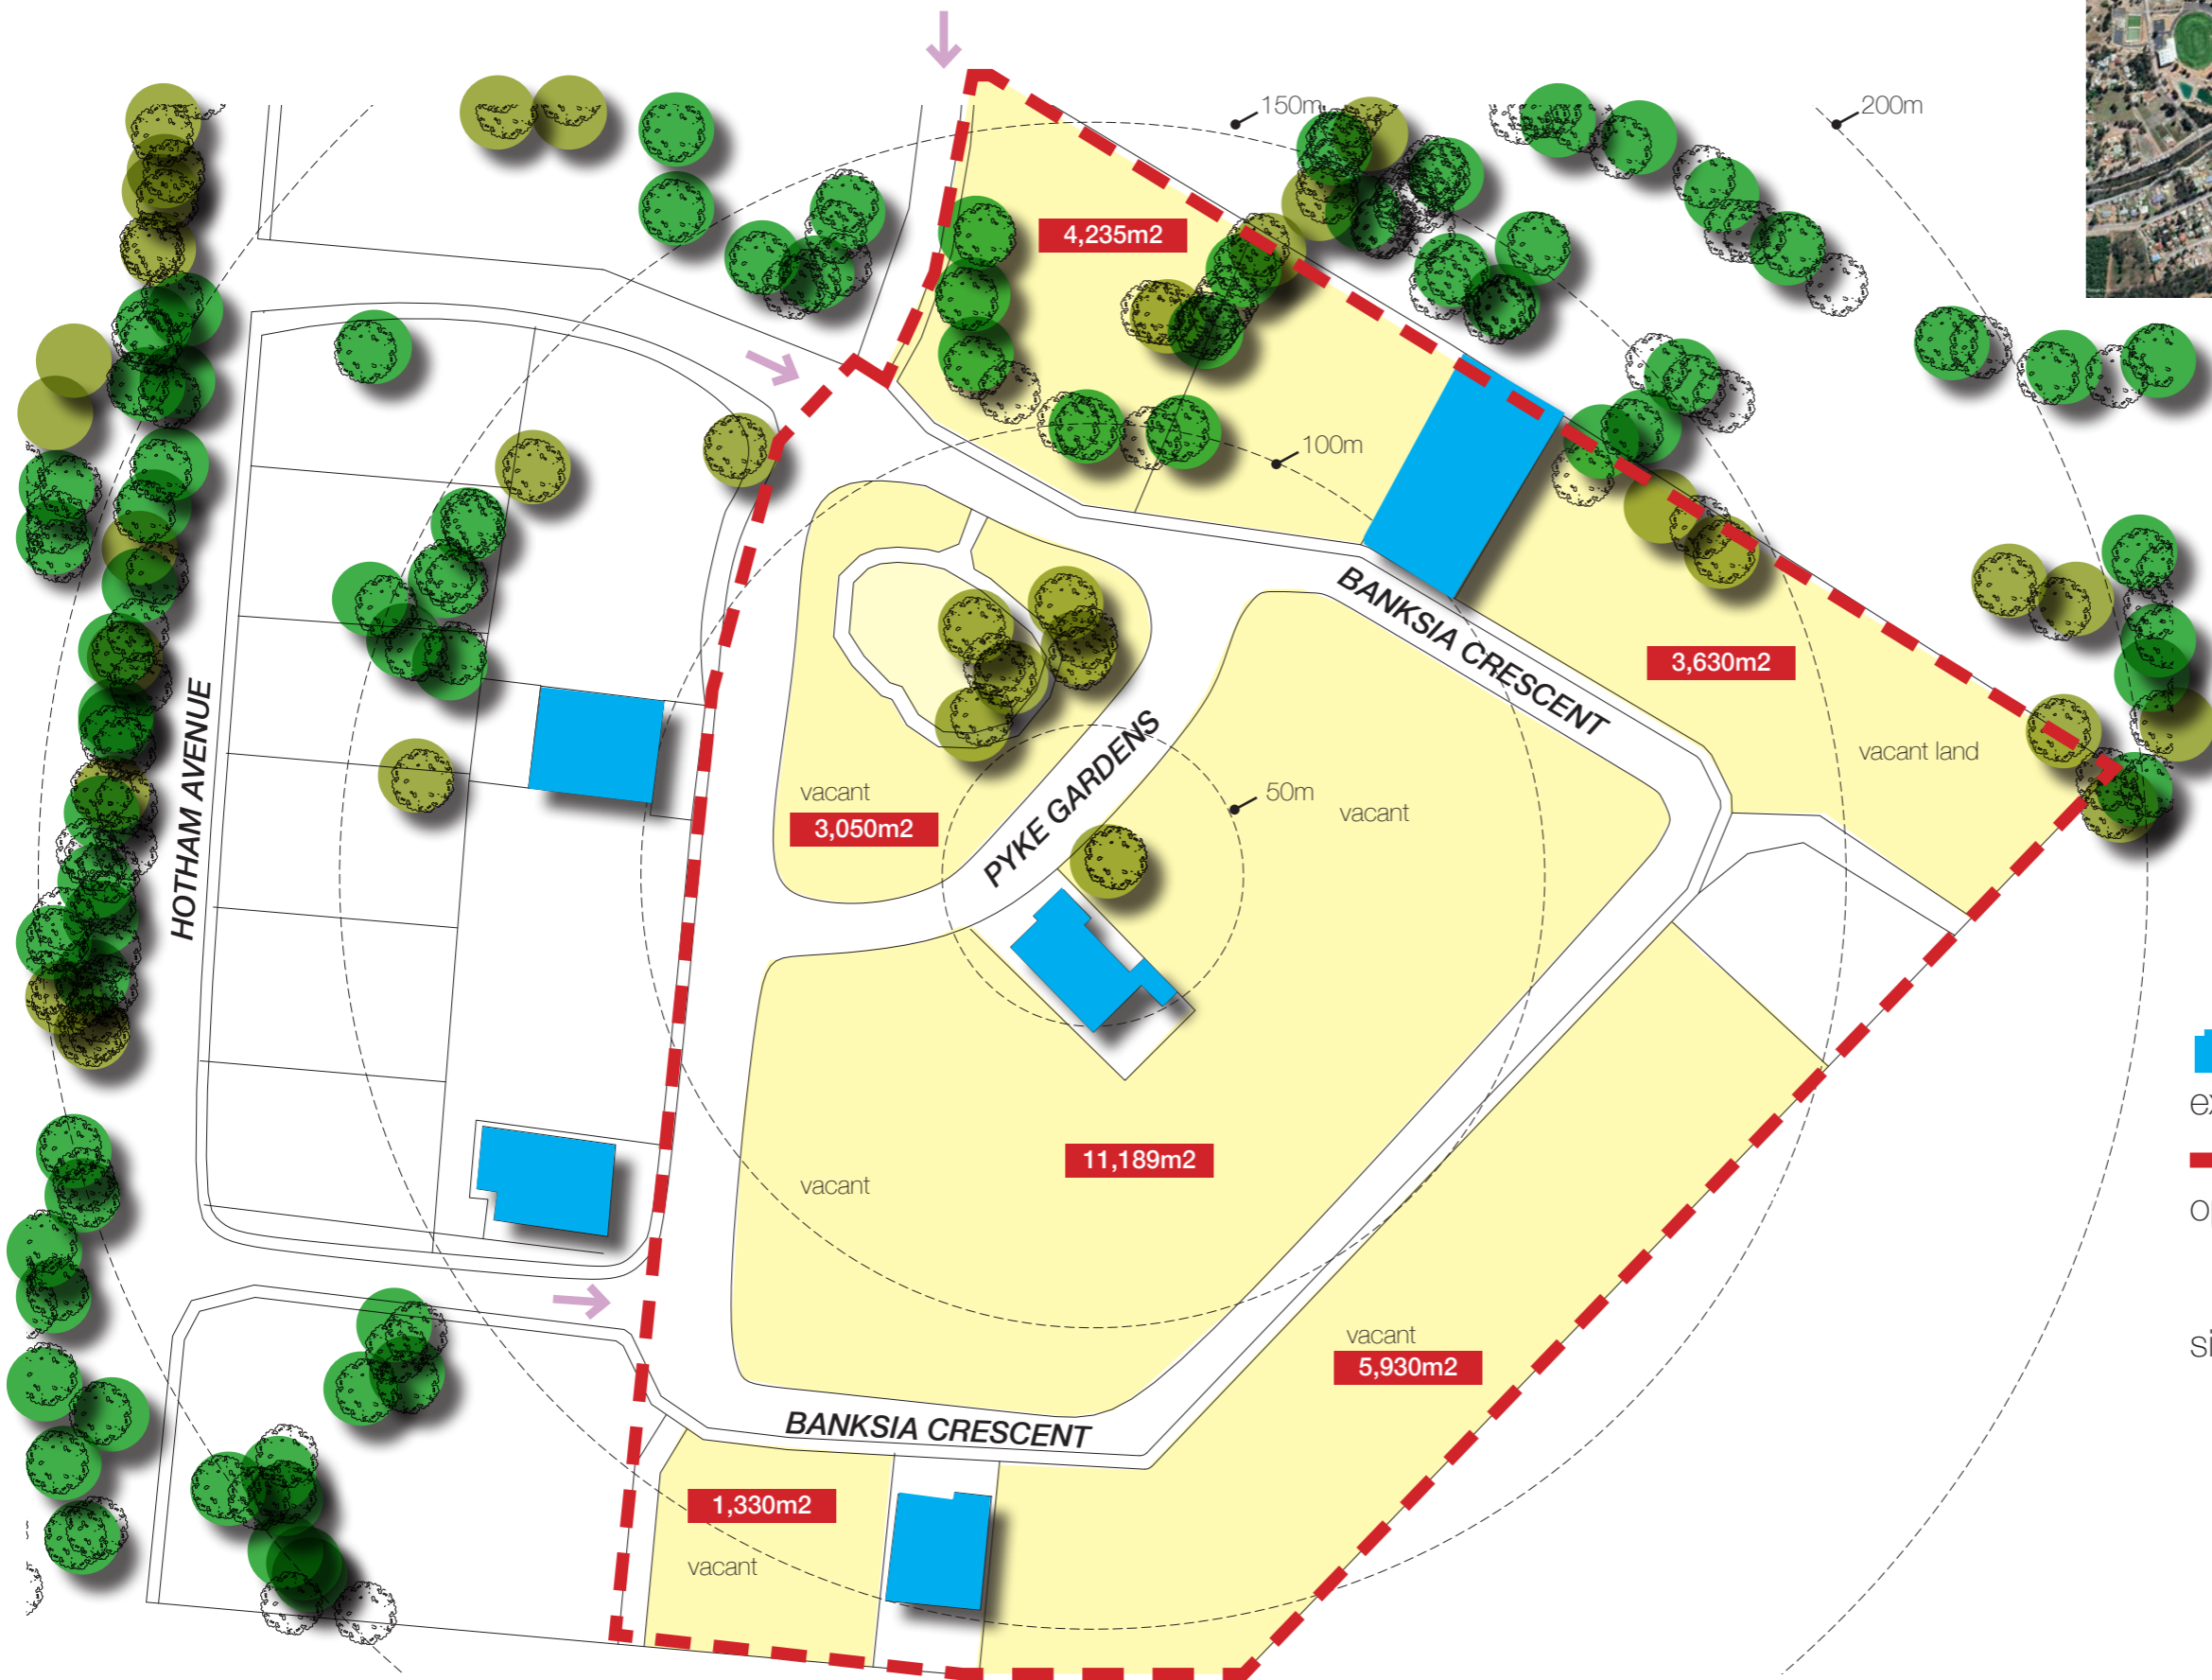 150m
200m
4,235m2
100m
BANKSIA CRESCENT
3,630m2
vacant land
HOTHAM AVENUE
PYKE GARDENS
vacant
3,050m2
50m
vacant
11,189m2
vacant
vacant
5,930m2
BANKSIA CRESCENT
1,330m2
vacant